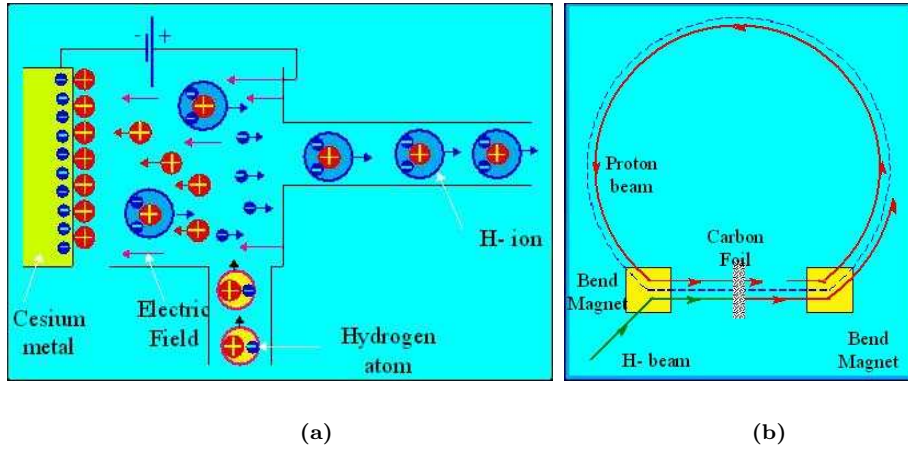 - +
H- ion
Cesium
metal
Electric
Field
Hydrogen
atom
Proton
beam
Carbon
Foil
Bend
Magnet
H- beam
Bend
Magnet
(a)
(b)